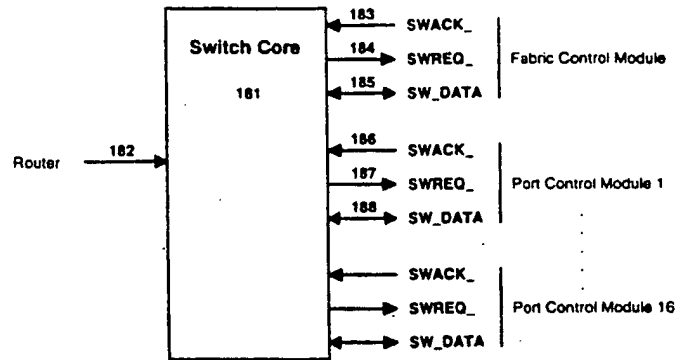 183 SWACK_
Switch Core 184 SWREQ_ Fabric Control Module
181 185 SW_DATA
186 SWACK_
Router 182 187 SWREQ_ Port Control Module 1
188 SW_DATA
SWACK_
SWREQ_ Port Control Module 16
SW_DATA